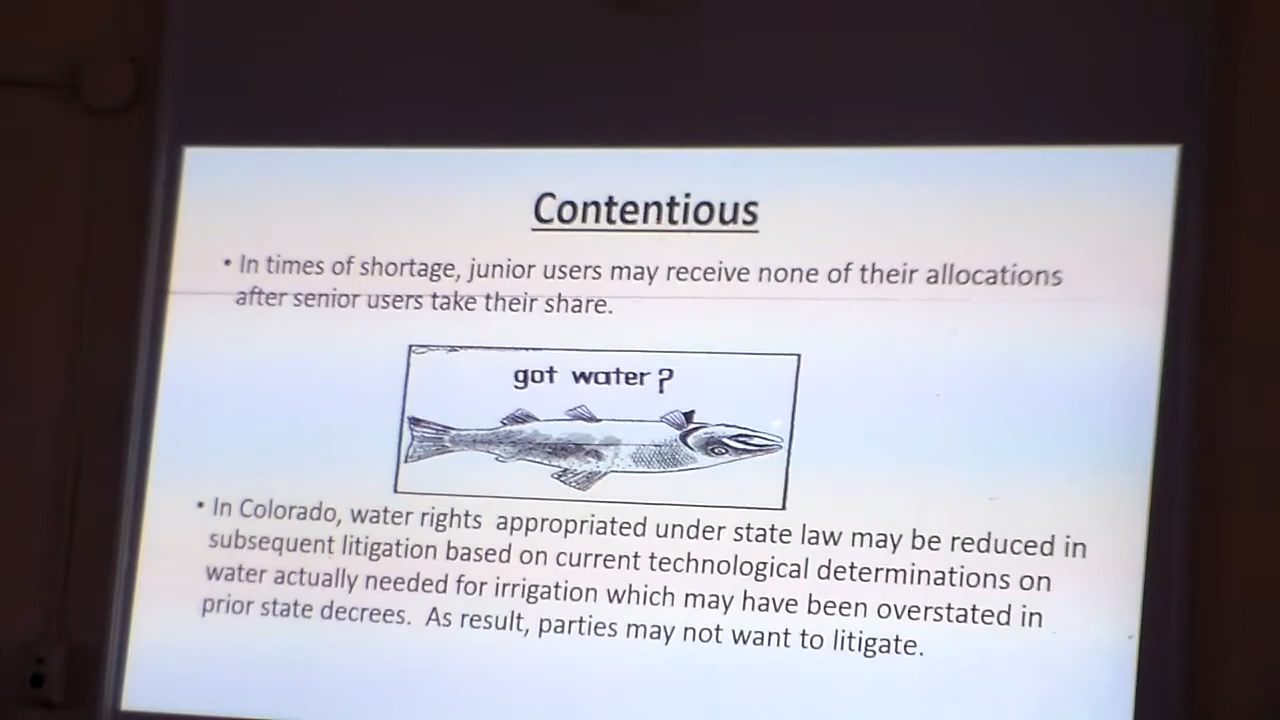 Contentious
• In times of shortage, junior users may receive none of their allocations
after senior users take their share.
got water?
• In Colorado, water rights appropriated under state law may be reduced in
subsequent litigation based on current technological determinations on
water actually needed for irrigation which may have been overstated in
prior state decrees. As result, parties may not want to litigate.